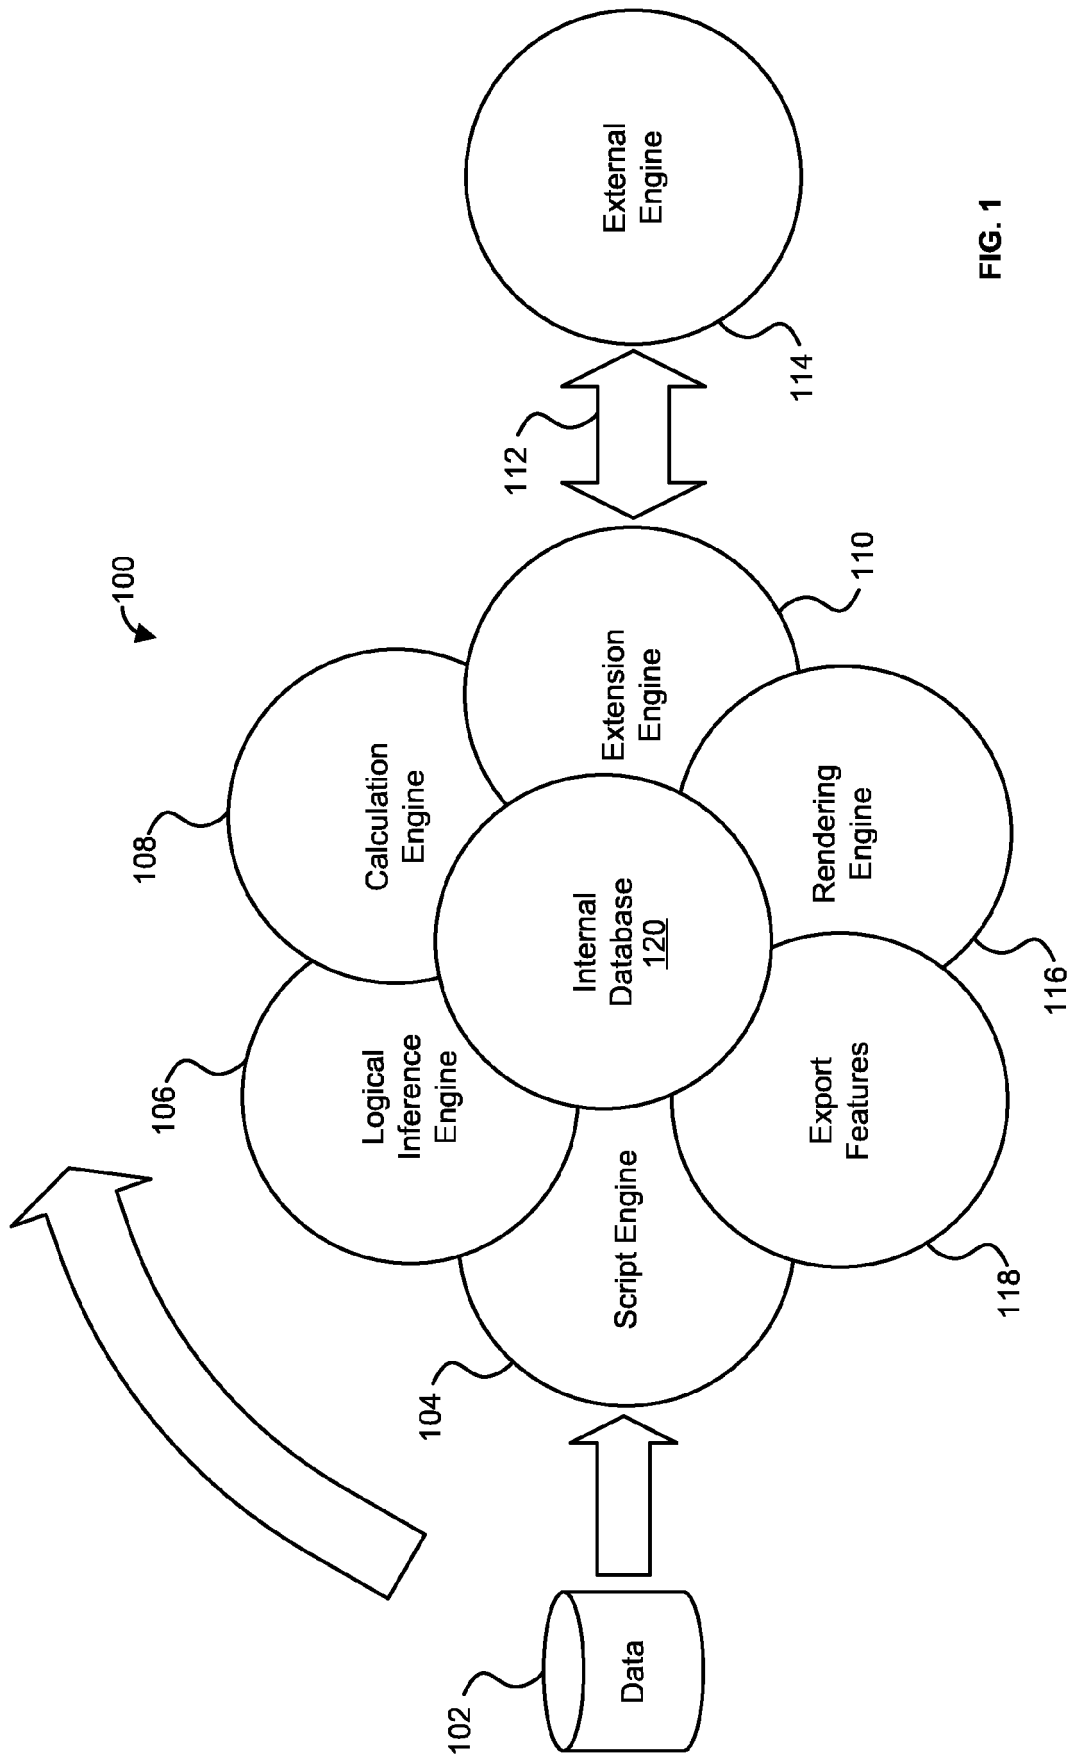 100
108
Calculation
Engine
106
Logical
Inference
Engine
112
External
Engine
114
Extension
Engine
110
Internal
Database
120
104
Script Engine
102
Data
Rendering
Engine
116
Export
Features
118
FIG. 1